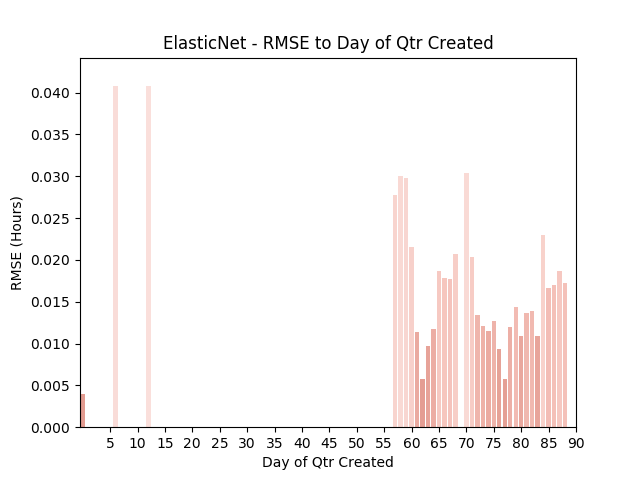 ElasticNet - RMSE to Day of Qtr Created
RMSE (Hours)
0.040
0.035
0.030
0.025
0.020
0.015
0.010
0.005
0.000
5 10 15 20 25 30 35 40 45 50 55 60 65 70 75 80 85 90
Day of Qtr Created